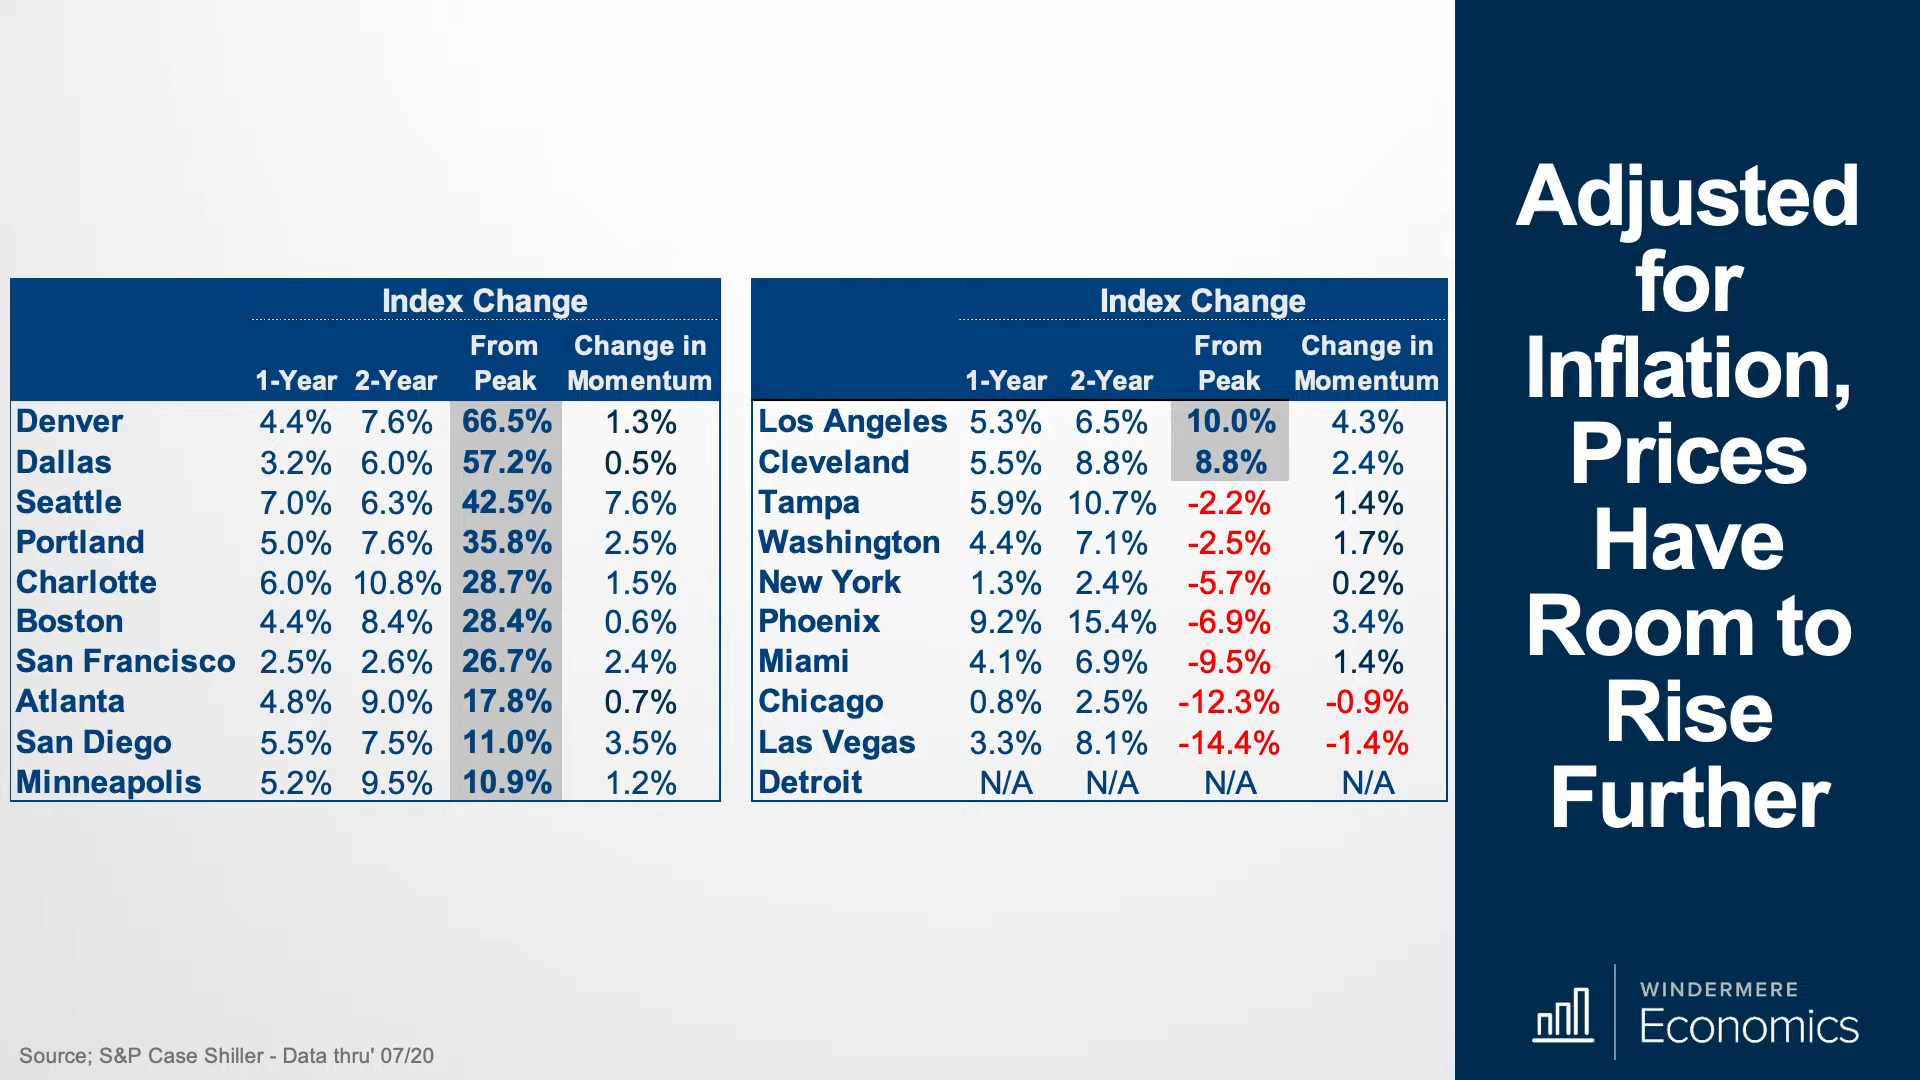 Index Change
From Change in
1-Year 2-Year Peak Momentum
Denver 4.4% 7.6% 66.5% 1.3%
Dallas 3.2% 6.0% 57.2% 0.5%
Seattle 7.0% 6.3% 42.5% 7.6%
Portland 5.0% 7.6% 35.8% 2.5%
Charlotte 6.0% 10.8% 28.7% 1.5%
Boston 4.4% 8.4% 28.4% 0.6%
San Francisco 2.5% 2.6% 26.7% 2.4%
Atlanta 4.8% 9.0% 17.8% 0.7%
San Diego 5.5% 7.5% 11.0% 3.5%
Minneapolis 5.2% 9.5% 10.9% 1.2%
Index Change
From Change in
1-Year 2-Year Peak Momentum
Los Angeles 5.3% 6.5% 10.0% 4.3%
Cleveland 5.5% 8.8% 8.8% 2.4%
Tampa 5.9% 10.7% -2.2% 1.4%
Washington 4.4% 7.1% -2.5% 1.7%
New York 1.3% 2.4% -5.7% 0.2%
Phoenix 9.2% 15.4% -6.9% 3.4%
Miami 4.1% 6.9% -9.5% 1.4%
Chicago 0.8% 2.5% -12.3% -0.9%
Las Vegas 3.3% 8.1% -14.4% -1.4%
Detroit N/A N/A N/A N/A
Adjusted
for
Inflation,
Prices
Have
Room to
Rise
Further
WINDERMERE
Economics
Source; S&P Case Shiller - Data thru' 07/20